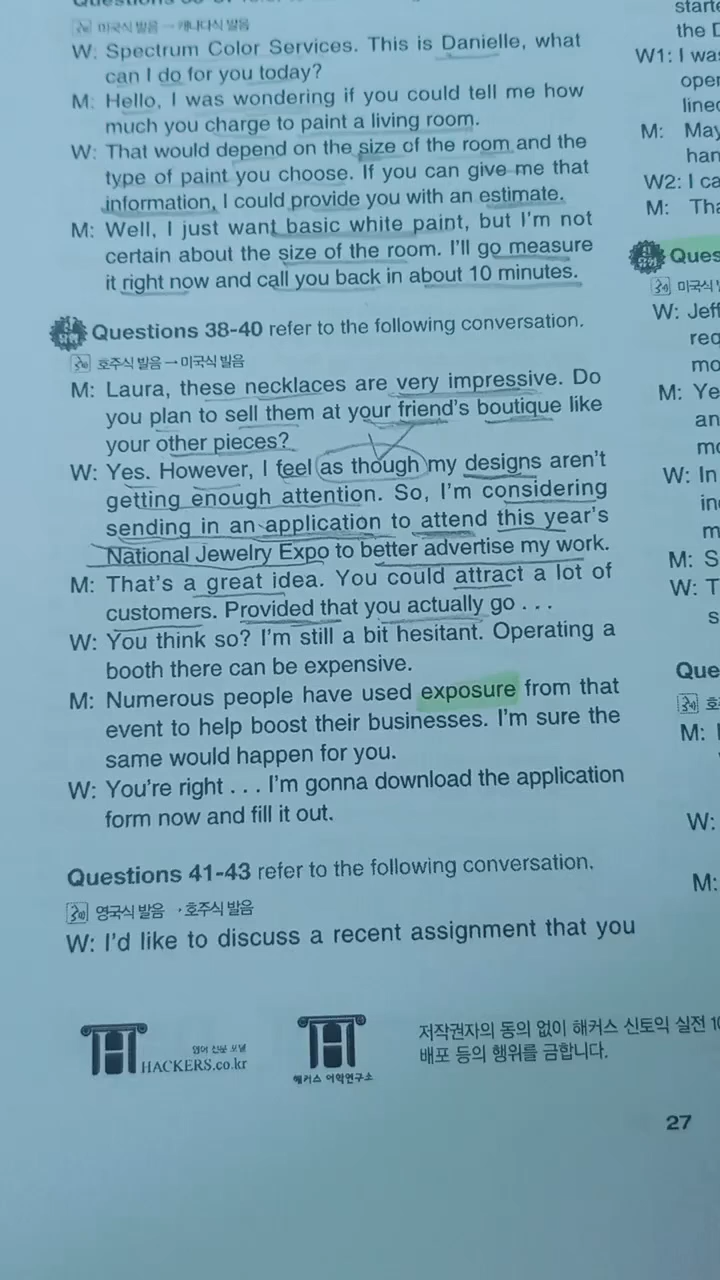 Questions
미국식 발음 → 캐나다식 발음
W: Spectrum Color Services. This is Danielle, what
can I do for you today?
M: Hello, I was wondering if you could tell me how
much you charge to paint a living room.
W: That would depend on the size of the room and the
type of paint you choose. If you can give me that
information, I could provide you with an estimate.
M: Well, I just want basic white paint, but I'm not
certain about the size of the room. I'll go measure
it right now and call you back in about 10 minutes.
Questions 38-40 refer to the following conversation.
호주식 발음 → 미국식 발음
M: Laura, these necklaces are very impressive. Do
you plan to sell them at your friend's boutique like
your other pieces?
W: Yes. However, I feel as though my designs aren't
getting enough attention. So, I'm considering
sending in an application to attend this year's
National Jewelry Expo to better advertise my work.
M: That's a great idea. You could attract a lot of
customers. Provided that you actually go . . .
W: You think so? I'm still a bit hesitant. Operating a
booth there can be expensive.
M: Numerous people have used exposure from that
event to help boost their businesses. I'm sure the
same would happen for you.
W: You're right . . . I'm gonna download the application
form now and fill it out.
Questions 41-43 refer to the following conversation.
영국식 발음 → 호주식 발음
W: I'd like to discuss a recent assignment that you
HACKERS.co.kr
해커스 어학연구소
저작권자의 동의 없이 해커스 신토익 실전 10
배포 등의 행위를 금합니다.
27
the
W1: I was
M: May
W2: I ca
M: Tha
Ques
미국식
W: Jeff
M: Ye
an
W: In
M: S
W: T
Que
M:
W:
M: